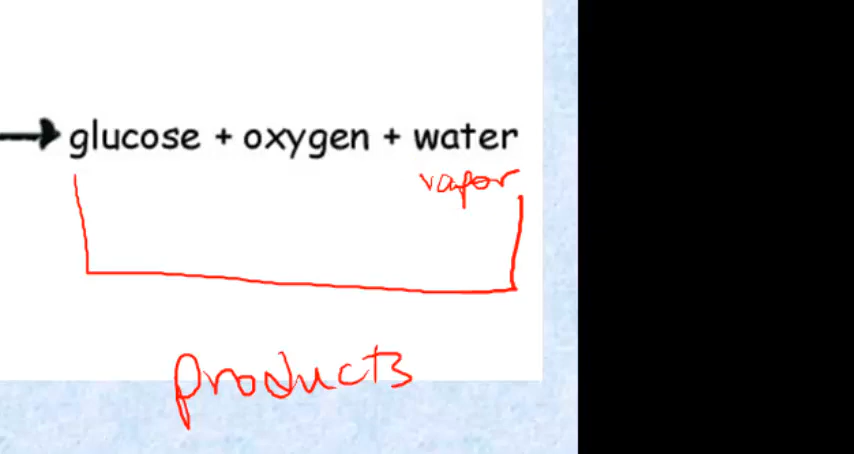 glucose + oxygen + water
vapor
products